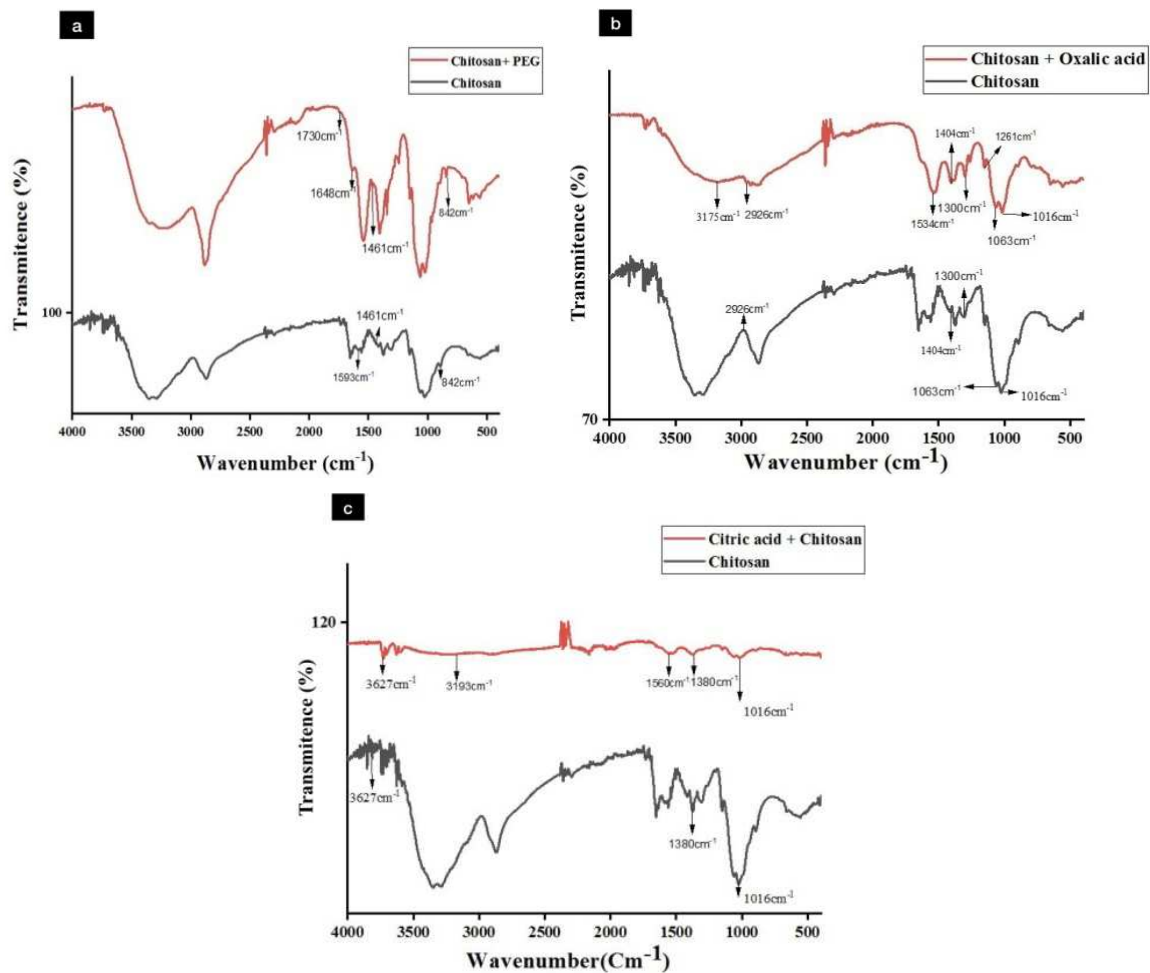 a
Chitosan+ PEG
Chitosan
1730cm-1
1648cm-1
1461cm-1
842cm-1
100
1461cm-1
1593cm-1
842cm-1
4000 3500 3000 2500 2000 1500 1000 500
Wavenumber (cm-1)
Transmitence (%)
b
Chitosan + Oxalic acid
Chitosan
1404cm-1
1261cm-1
3175cm-1
2926cm-1
1534cm-1
1300cm-1
1063cm-1
1016cm-1
2926cm-1
1300cm-1
1404cm-1
1063cm-1
1016cm-1
70
4000 3500 3000 2500 2000 1500 1000 500
Wavenumber (cm-1)
Transmitence (%)
c
Citric acid + Chitosan
Chitosan
120
3627cm-1
3193cm-1
1560cm-1
1380cm-1
1016cm-1
3627cm-1
1380cm-1
1016cm-1
4000 3500 3000 2500 2000 1500 1000 500
Wavenumber(Cm-1)
Transmitence (%)